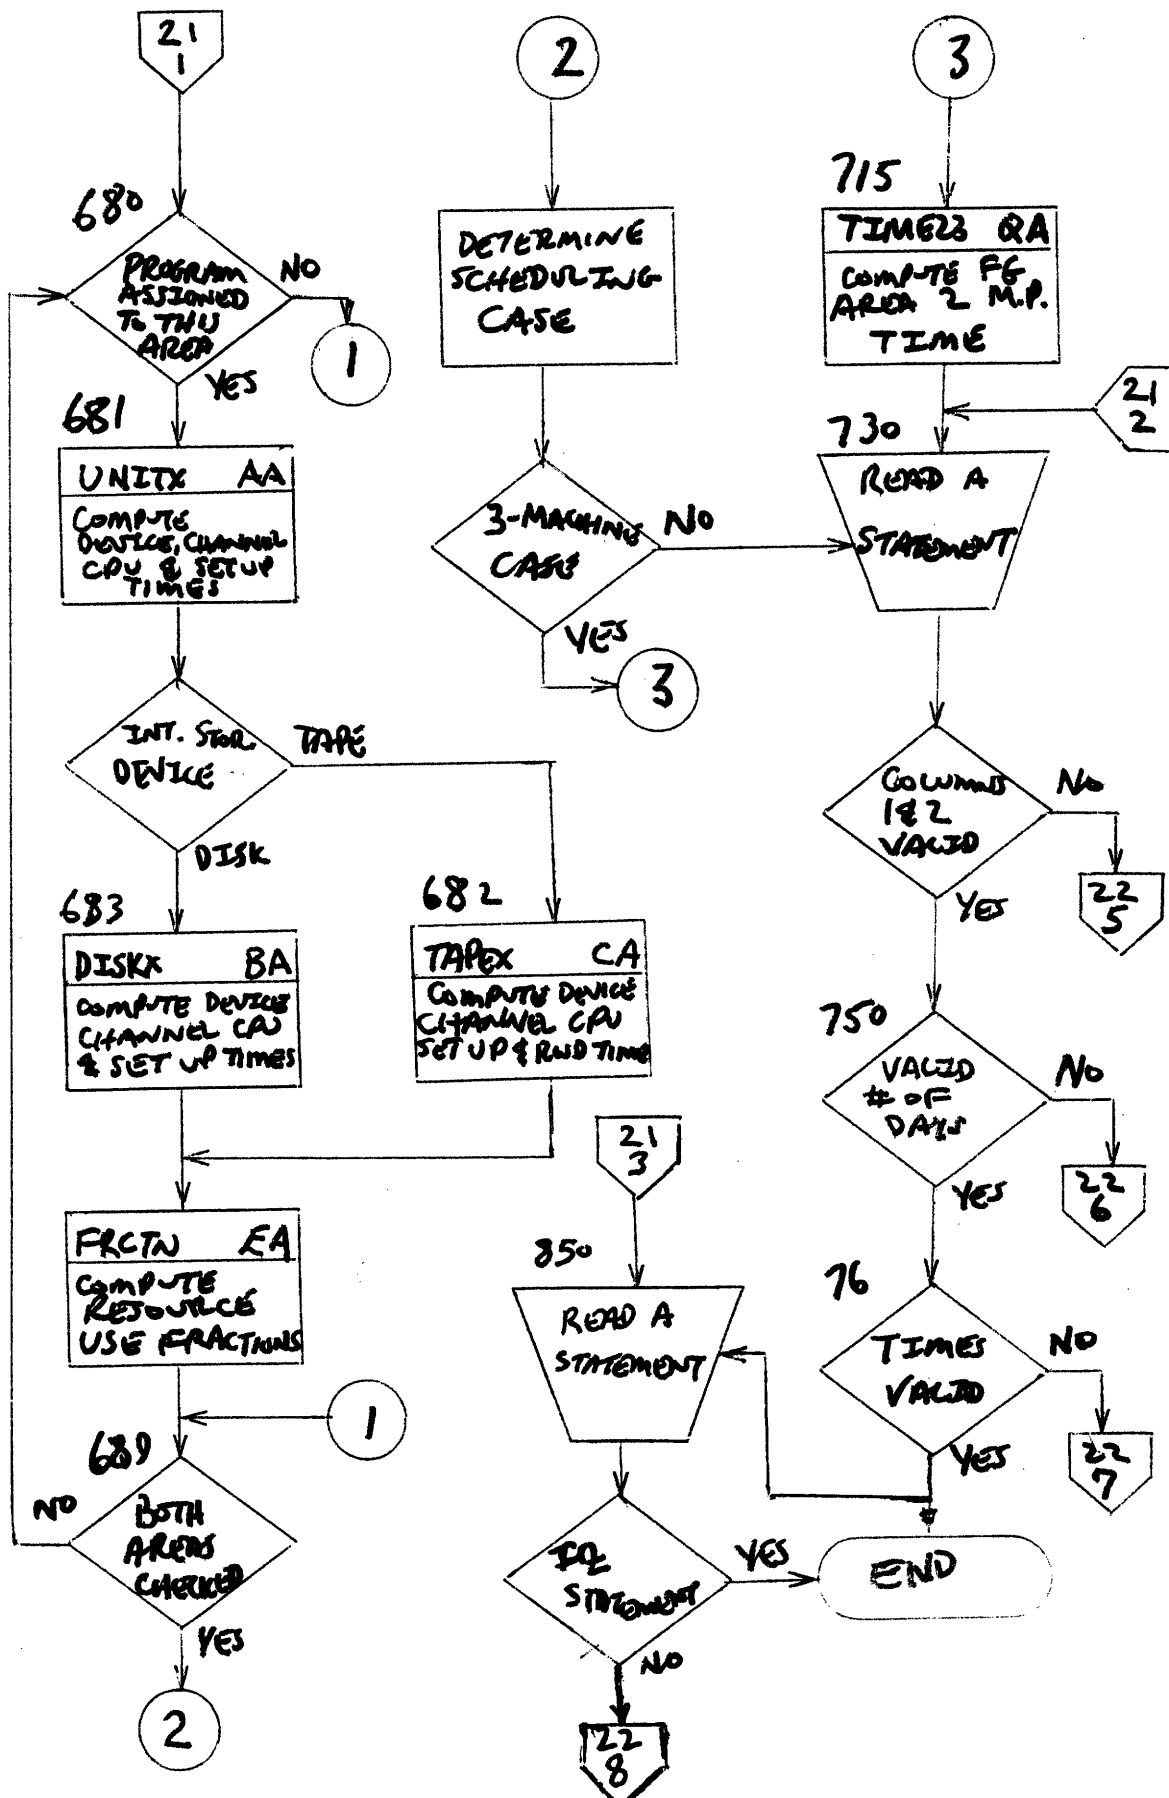 21
1
680
PROGRAM
ASSIGNED
TO THIS
AREA
NO
1
YES
681
UNITX AA
COMPUTE
DEVICE, CHANNEL
CPU & SET UP
TIMES
INT. STOR.
DEVICE
TAPE
DISK
683
DISKX BA
COMPUTE DEVICE
CHANNEL CPU
& SET UP TIMES
682
TAPEX CA
COMPUTE DEVICE
CHANNEL CPU
SET UP & RWD TIME
FRCTN EA
COMPUTE
RESOURCE
USE FRACTIONS
1
689
NO
BOTH
AREAS
CHECKED
YES
2
2
DETERMINE
SCHEDULING
CASE
3-MACHINE
CASE
NO
YES
3
21
3
850
READ A
STATEMENT
STATEMENT
YES
NO
22
8
3
715
TIME23 QA
COMPUTE FG
AREA 2 M.P.
TIME
21
2
730
READ A
STATEMENT
COLUMNS
1 & 2
VALID
NO
22
5
YES
750
VALID
# OF
DAYS
NO
22
6
YES
76
TIMES
VALID
NO
22
7
YES
END